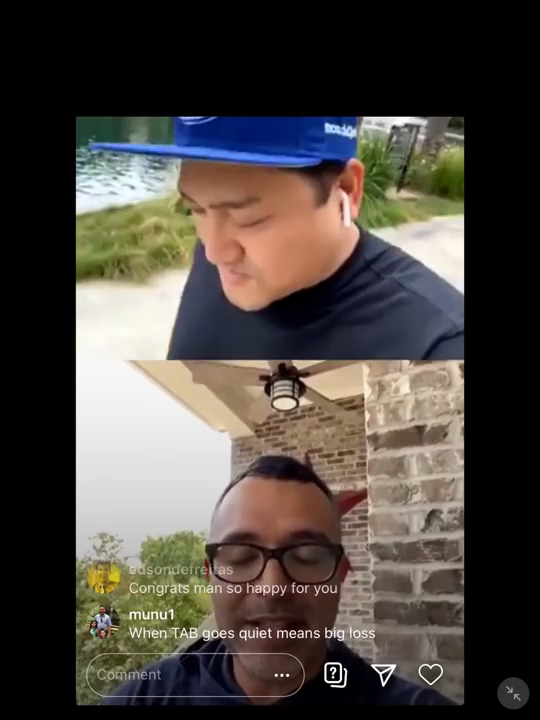 edsondefreitas
Congrats man so happy for you
munu1
When TAB goes quiet means big loss
Comment